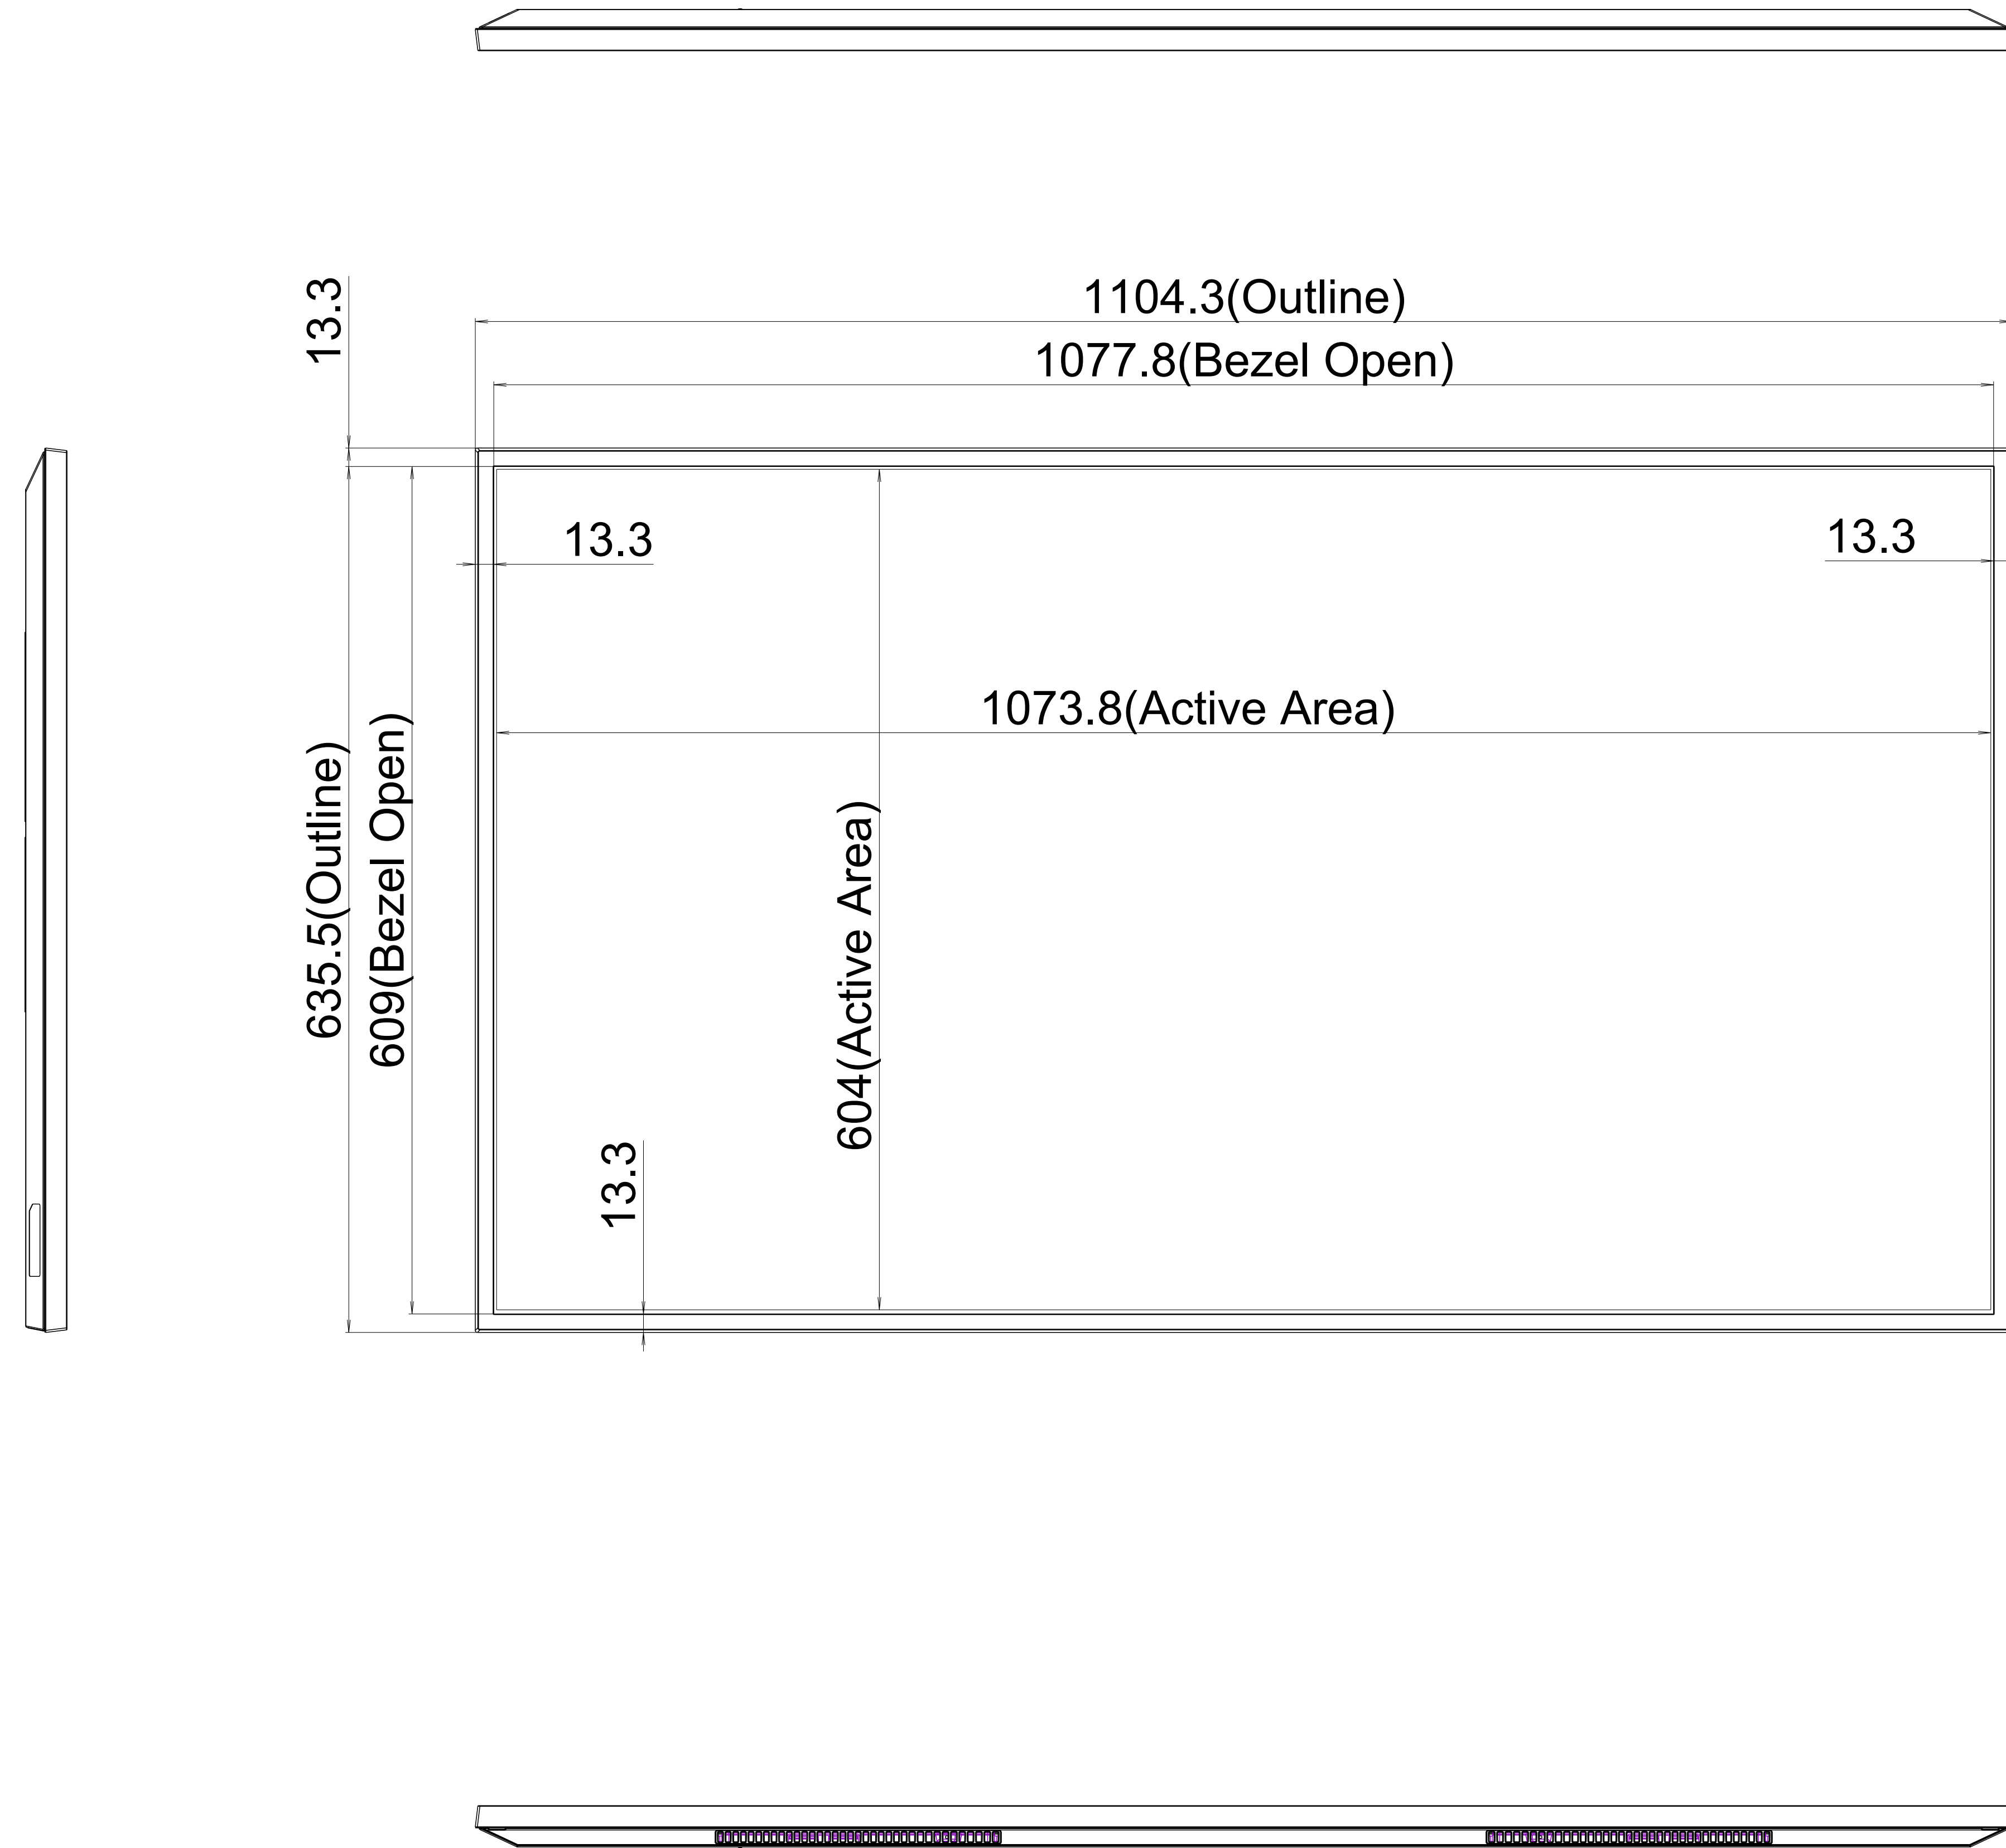 13.3
1104.3(Outline)
1077.8(Bezel Open)
13.3
13.3
1073.8(Active Area)
635.5(Outline)
609(Bezel Open)
604(Active Area)
13.3